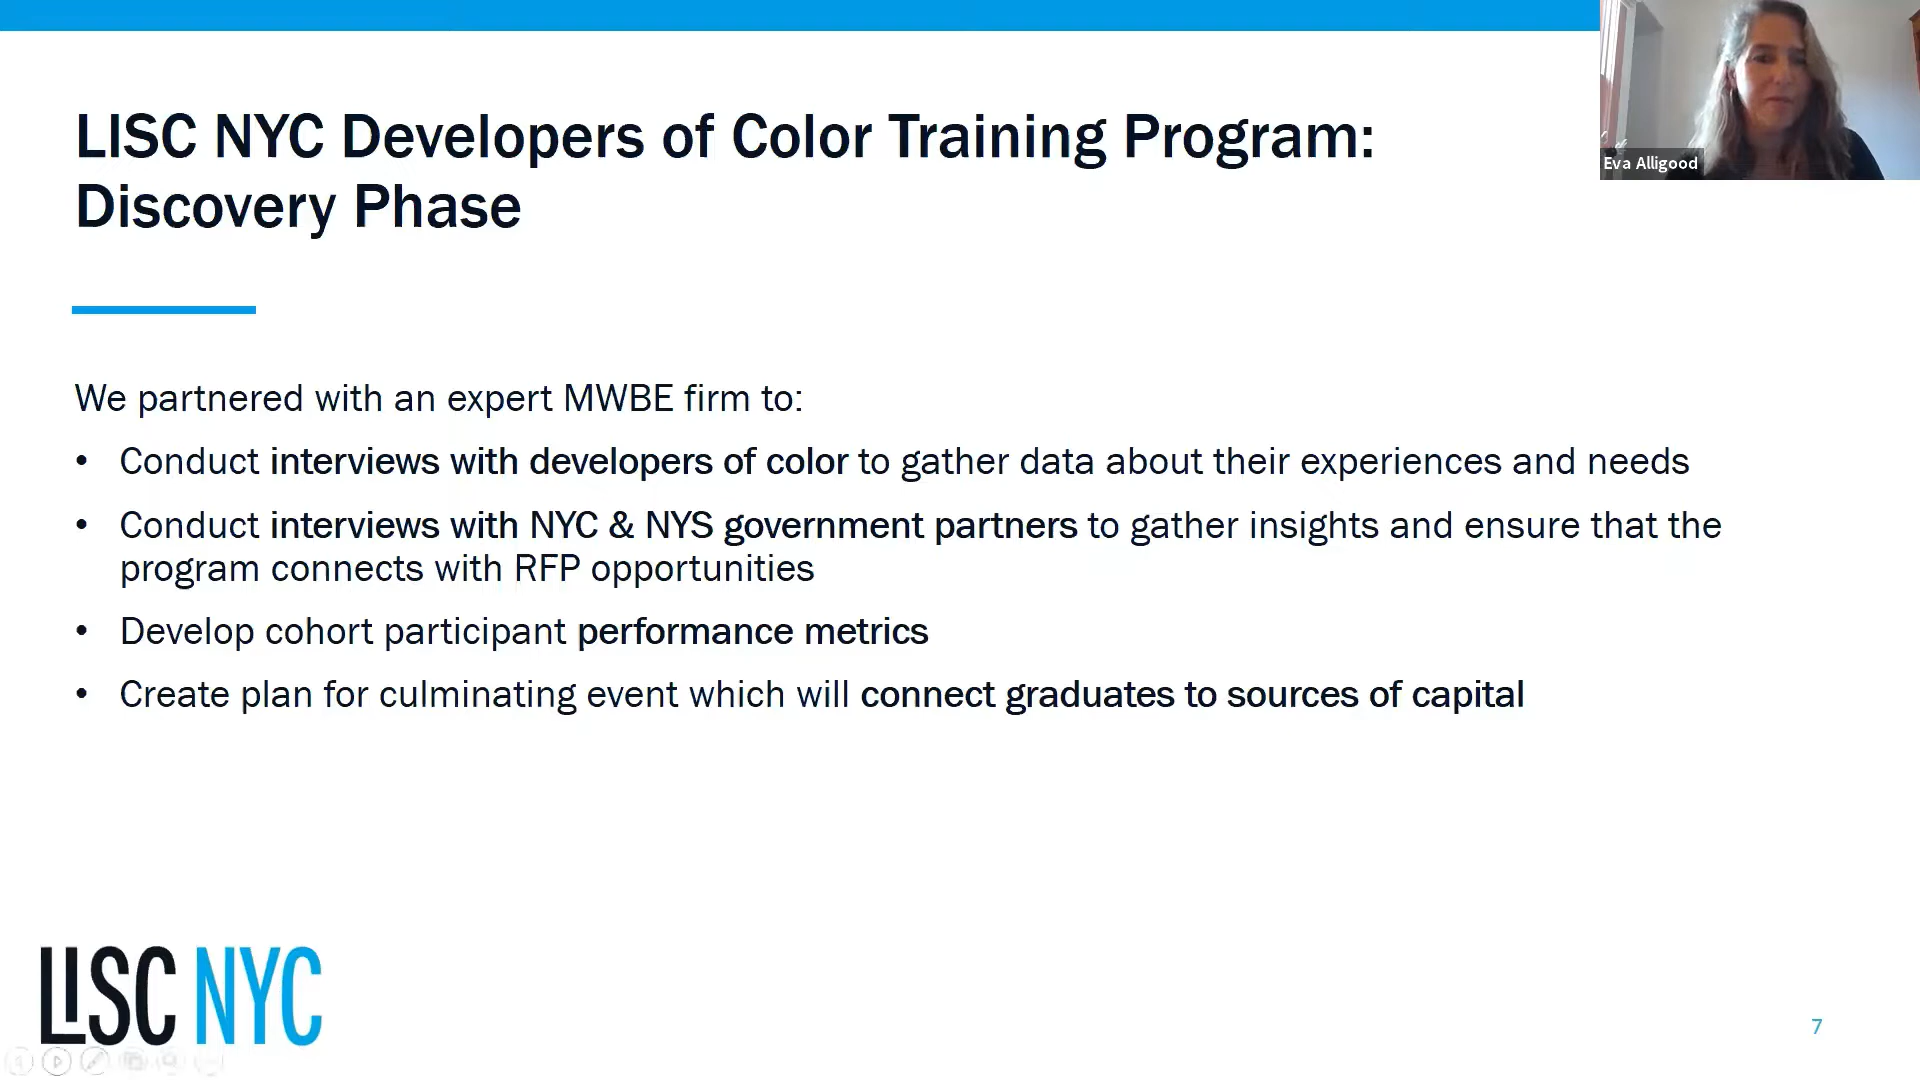 LISC NYC Developers of Color Training Program:
Discovery Phase
Eva Alligood
We partnered with an expert MWBE firm to:
• Conduct interviews with developers of color to gather data about their experiences and needs
• Conduct interviews with NYC & NYS government partners to gather insights and ensure that the
program connects with RFP opportunities
• Develop cohort participant performance metrics
• Create plan for culminating event which will connect graduates to sources of capital
LISC NYC
7